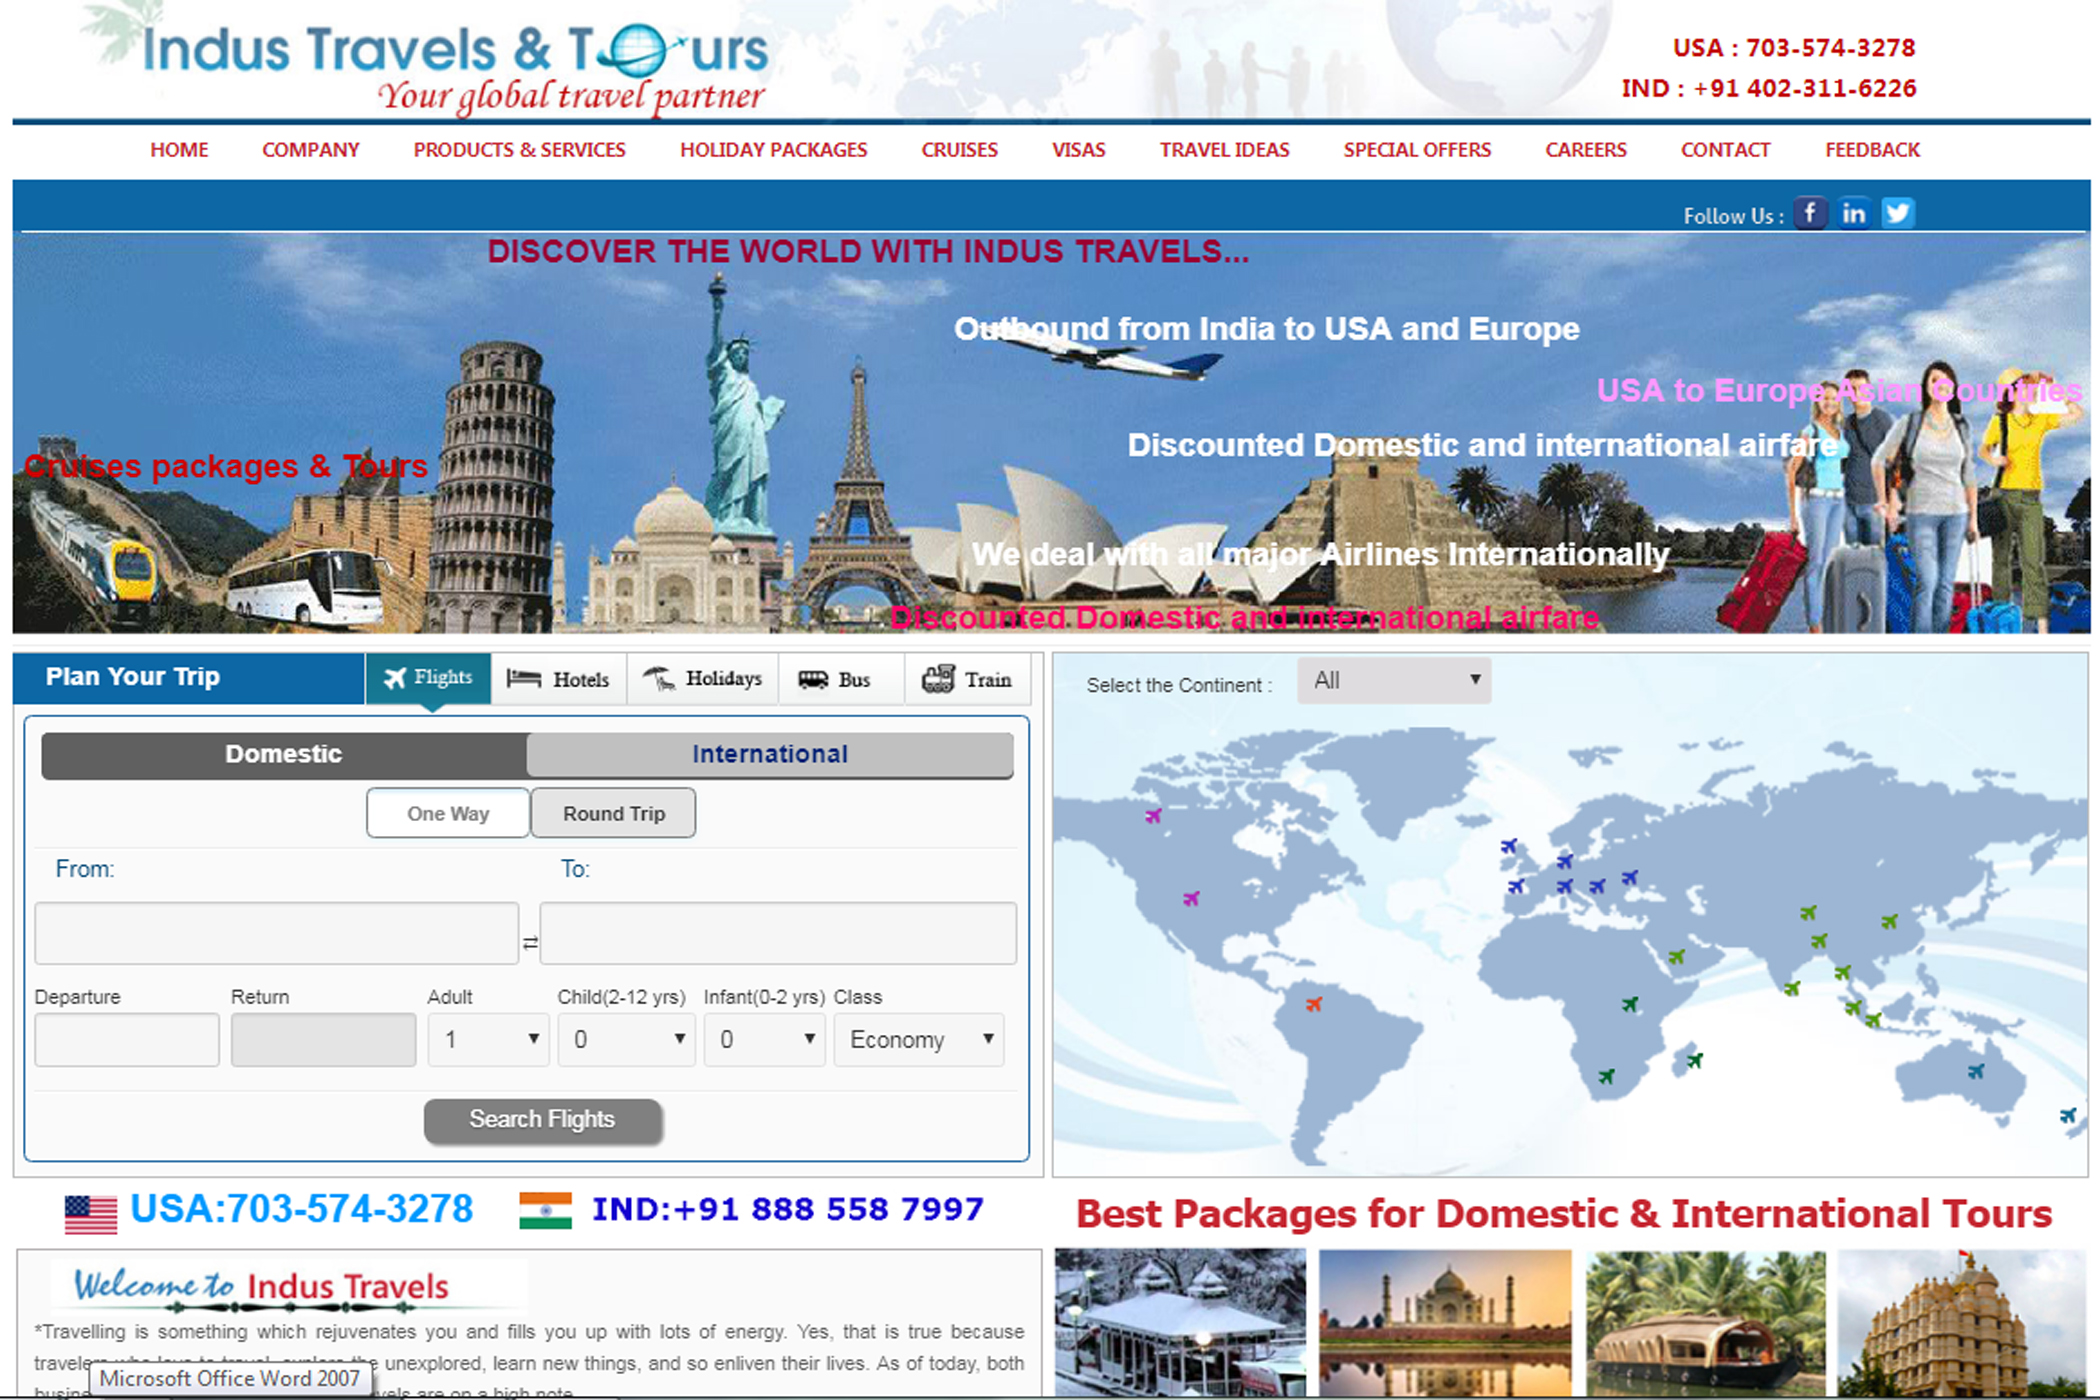 Indus Travels & Tours
Your global travel partner
USA : 703-574-3278
IND : +91 402-311-6226
HOME COMPANY PRODUCTS & SERVICES HOLIDAY PACKAGES CRUISES VISAS TRAVEL IDEAS SPECIAL OFFERS CAREERS CONTACT FEEDBACK
Follow Us : f in
DISCOVER THE WORLD WITH INDUS TRAVELS...
Outbound from India to USA and Europe
USA to Europe Asian Countries
Discounted Domestic and international airfare
Cruises packages & Tours
We deal with all major Airlines Internationally
Discounted Domestic and international airfare
Plan Your Trip Flights Hotels Holidays Bus Train
Select the Continent : All
Domestic International
One Way Round Trip
From: To:
Departure Return Adult Child(2-12 yrs) Infant(0-2 yrs) Class
1 0 0 Economy
Search Flights
USA:703-574-3278 IND:+91 888 558 7997
Best Packages for Domestic & International Tours
Welcome to Indus Travels
*Travelling is something which rejuvenates you and fills you up with lots of energy. Yes, that is true because
travelers who love to travel, explore the unexplored, learn new things, and so enliven their lives. As of today, both
Microsoft Office Word 2007
are on a high note